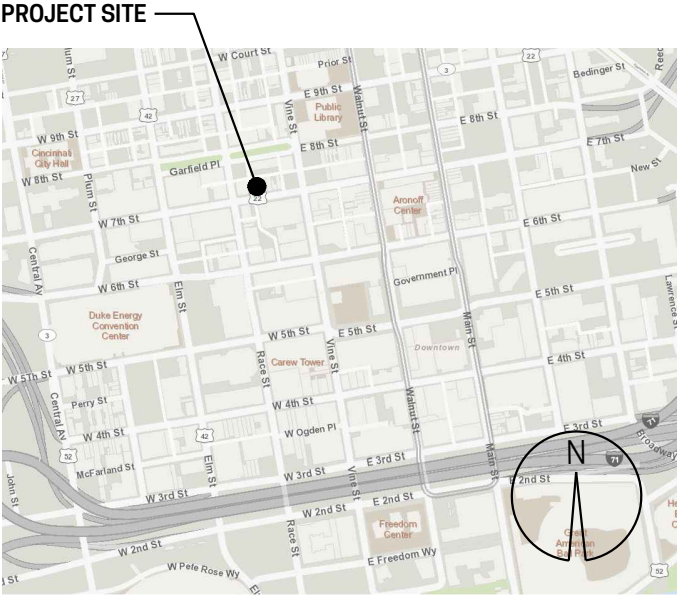 PROJECT SITE
W Court St
Prior St
22
Bedinger St
3
27
E 9th St
42
Public
Library
Walnut St
Vine St
E 8th St
W 9th St
Cincinnati
City Hall
E 8th St
E 7th St
Garfield Pl
W 8th St
New St
Plum St
22
Aronoff
Center
W 7th St
E 6th St
Central Av
George St
Government Pl
W 6th St
Elm St
E 5th St
Lawrence S
Duke Energy
Convention
Center
3
Main St
W 5th St
E 5th St
Downtown
W 5th St
Vine St
Race St
Carew Tower
E 4th St
W 5Th St
Perry St
Central Av
W 4th St
Walnut St
W 4th St
42
W Ogden Pl
E 3rd St
71
N
Broadway
52
McFarland St
Elm St
E 3rd St
Main St
71
John St
W 3rd St
Vine St
W 3rd St
E 2nd St
E 2nd St
W 2nd St
Race St
Freedom
Center
Great
American
Ball Park
W 2nd St
E Freedom Wy
W Pete Rose Wy
52